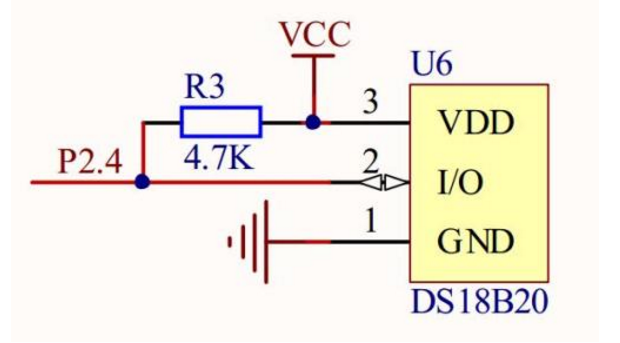 VCC
U6
R3
3
VDD
P2.4
4.7K
2
I/O
1
GND
DS18B20